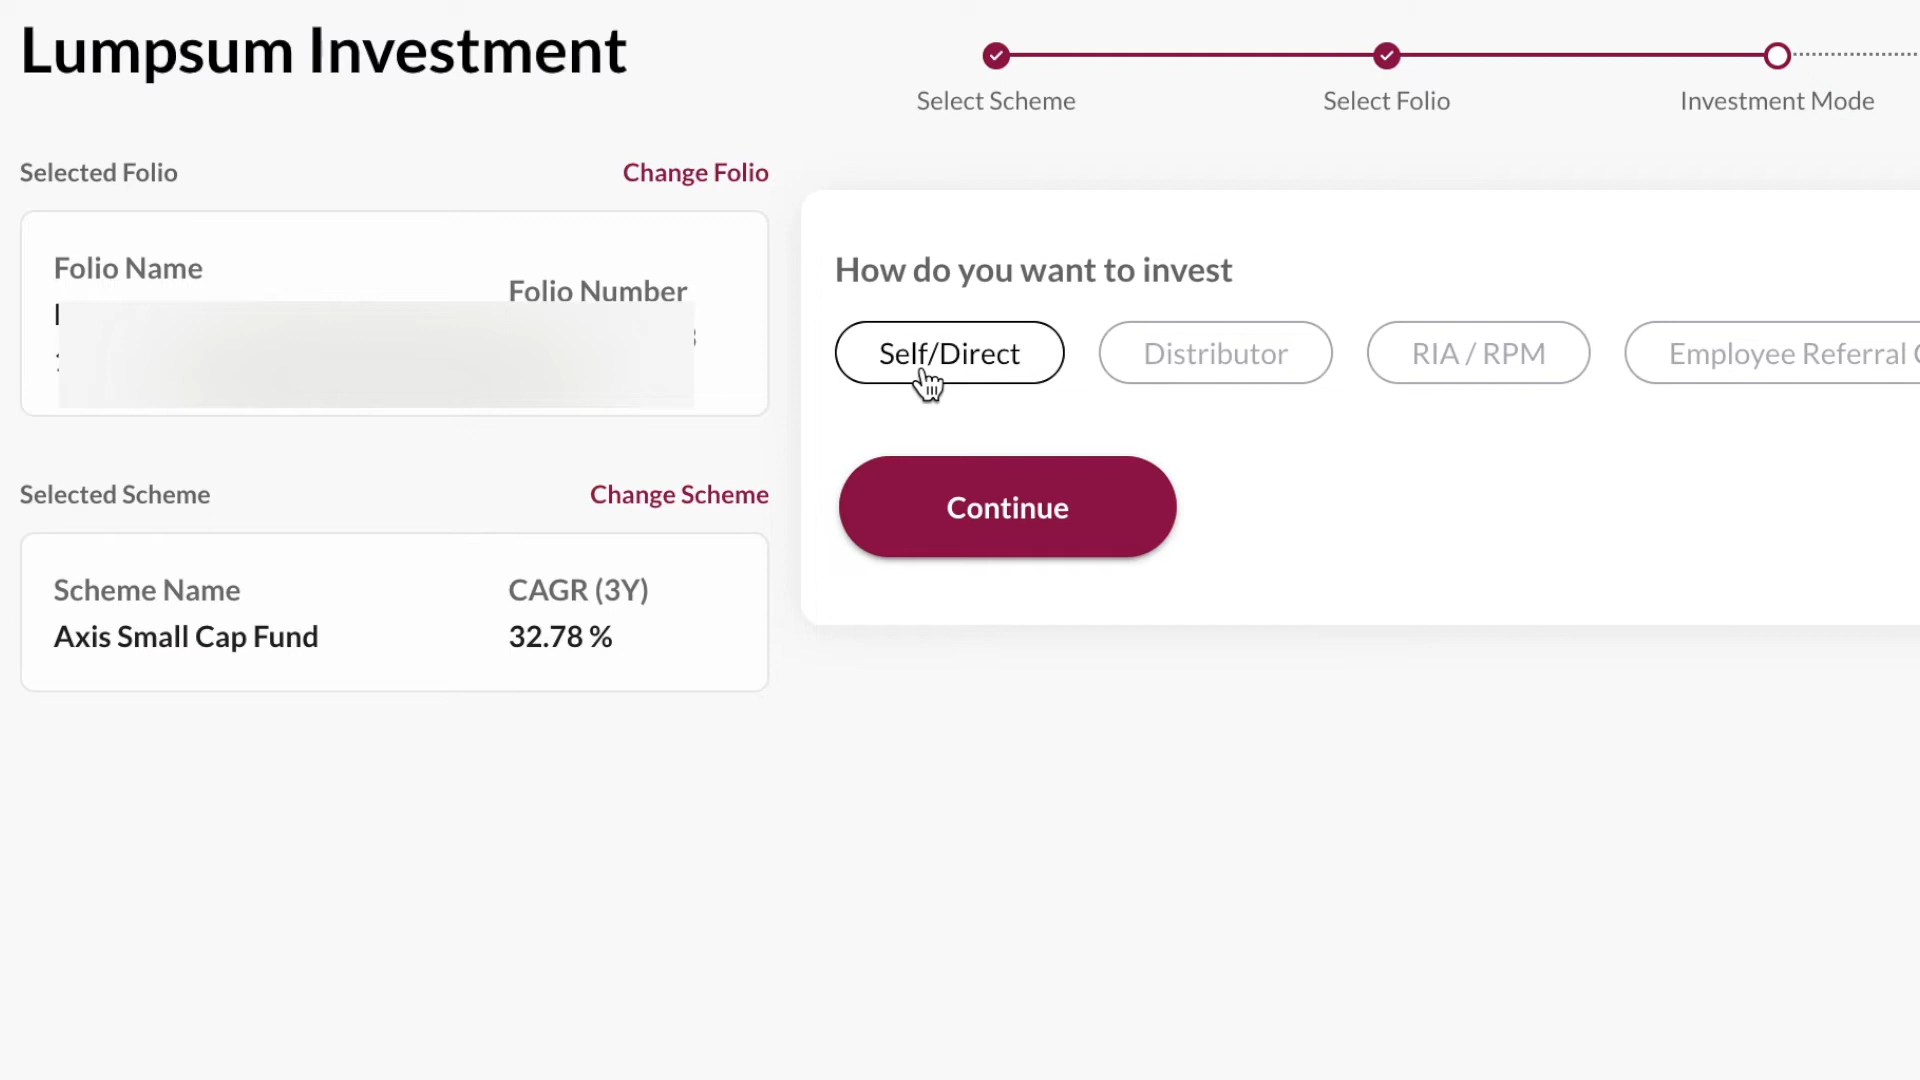 Lumpsum Investment
Select Scheme
Select Folio
Investment Mode
Selected Folio
Change Folio
Folio Name
Folio Number
How do you want to invest
Self/Direct
Distributor
RIA / RPM
Employee Referral
Continue
Selected Scheme
Change Scheme
Scheme Name
CAGR (3Y)
Axis Small Cap Fund
32.78 %